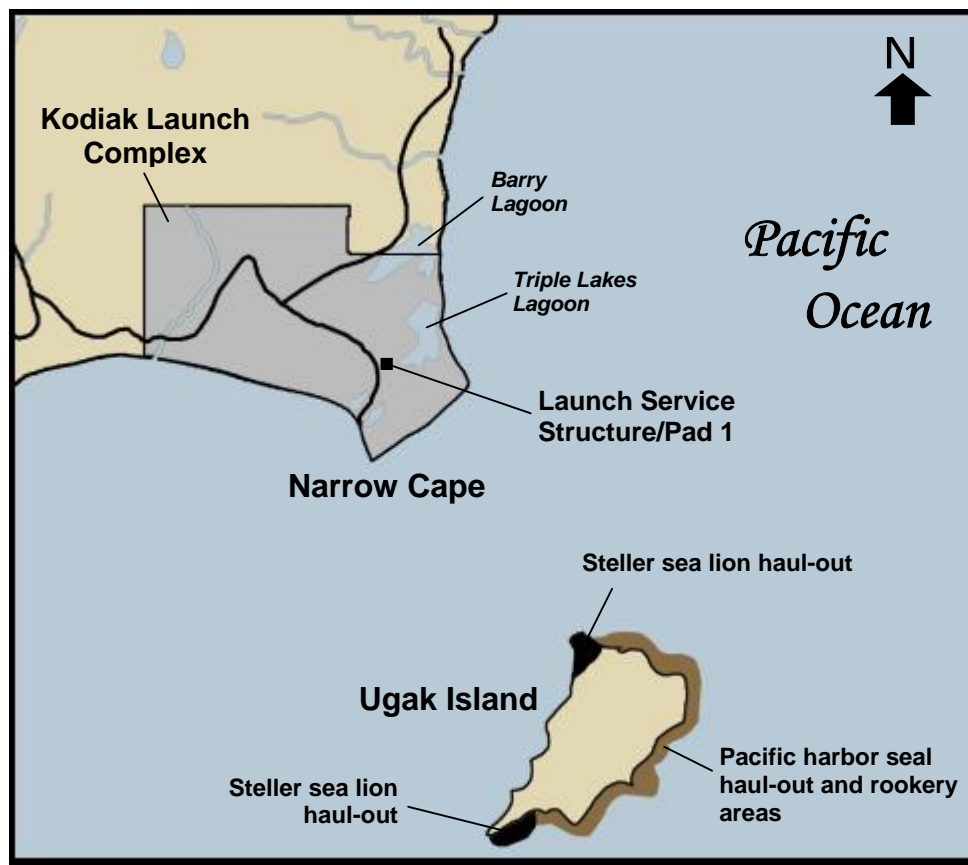 N
Kodiak Launch
Complex
Barry
Lagoon
Pacific
Ocean
Triple Lakes
Lagoon
Launch Service
Structure/Pad 1
Narrow Cape
Steller sea lion haul-out
Ugak Island
Pacific harbor seal
haul-out and rookery
areas
Steller sea lion
haul-out